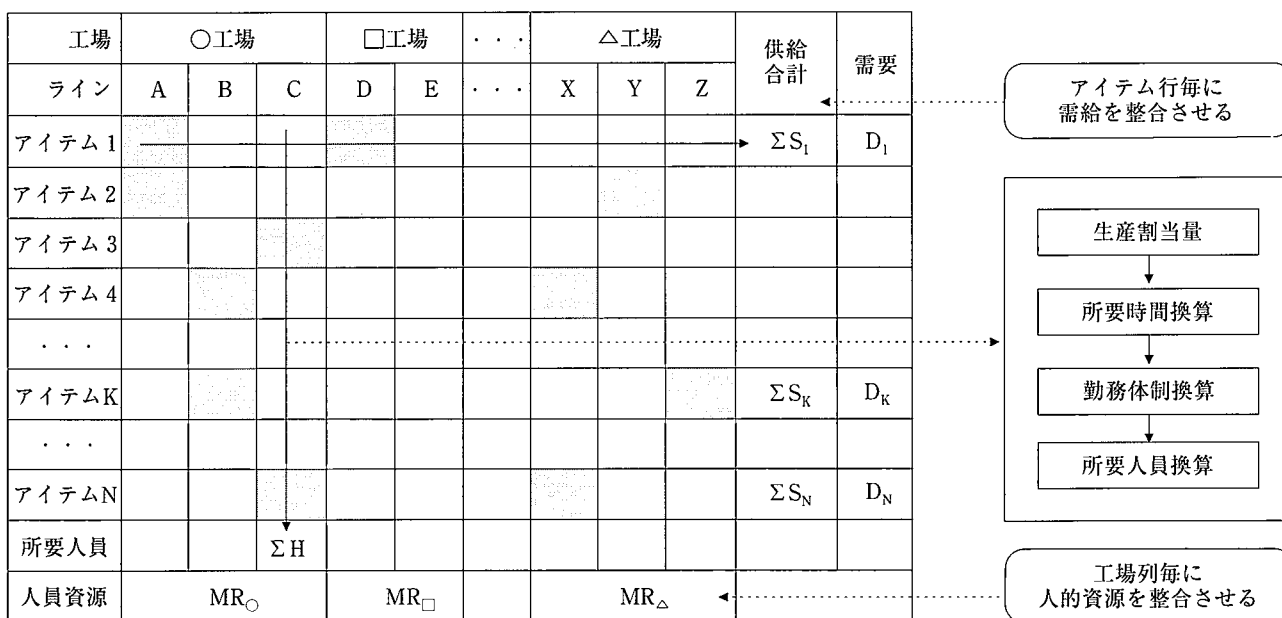 工場 ○工場 □工場 ・・・ △工場 供給合計 需要
ライン A B C D E ・・・ X Y Z
アイテム1 ΣS₁ D₁
アイテム2
アイテム3
アイテム4
・・・
アイテムK ΣS_K D_K
・・・
アイテムN ΣS_N D_N
所要人員 ΣH
人員資源 MR○ MR□ MR△
アイテム行毎に
需給を整合させる
生産割当量
所要時間換算
勤務体制換算
所要人員換算
工場列毎に
人的資源を整合させる